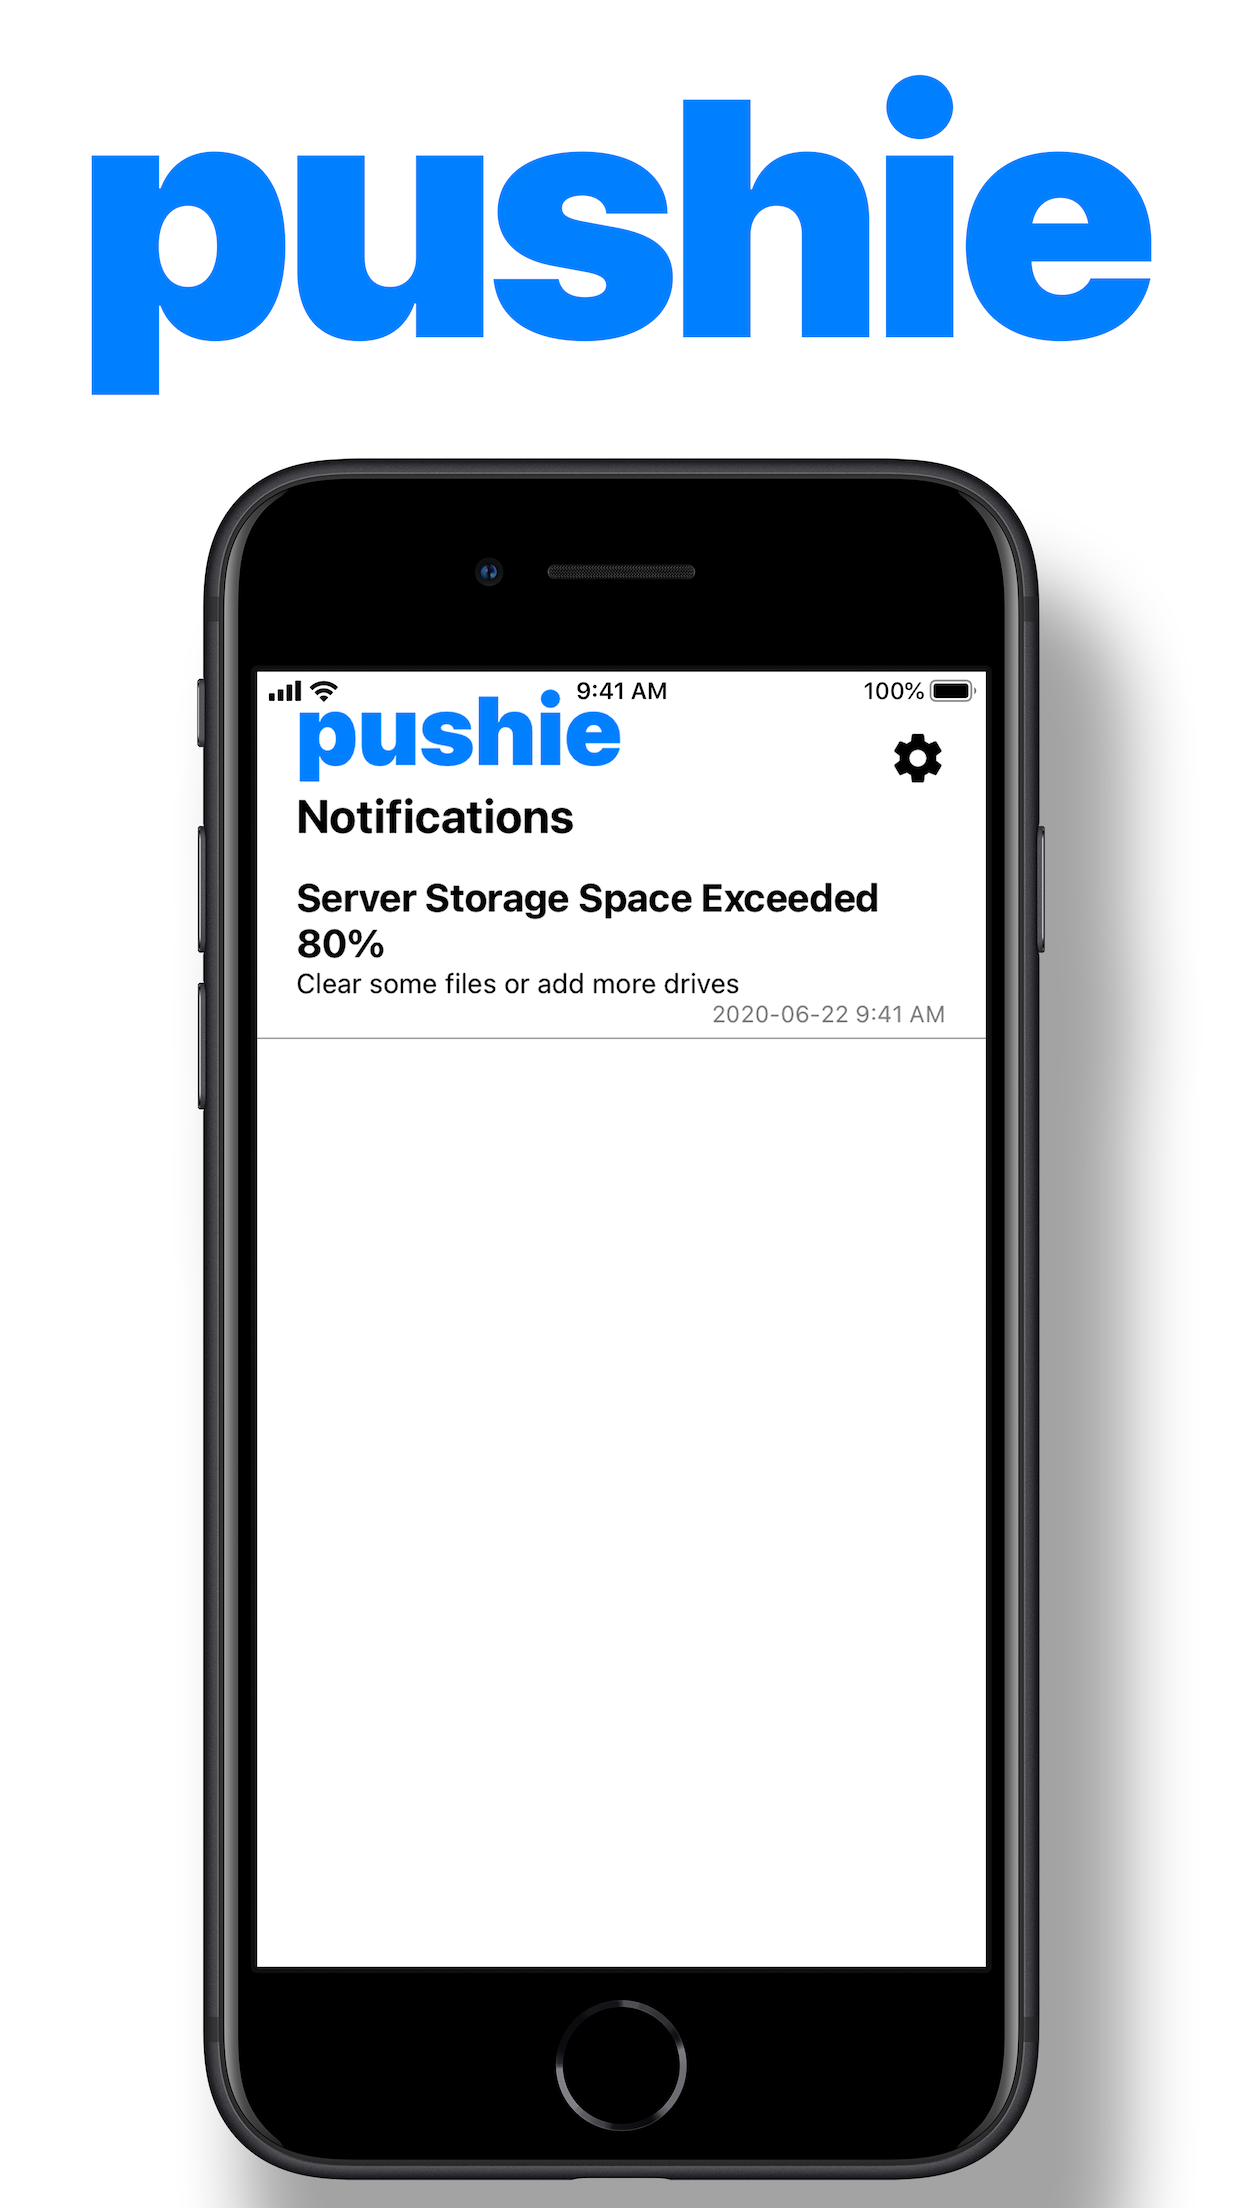 pushie
9:41 AM
100%
pushie
Notifications
Server Storage Space Exceeded
80%
Clear some files or add more drives
2020-06-22 9:41 AM